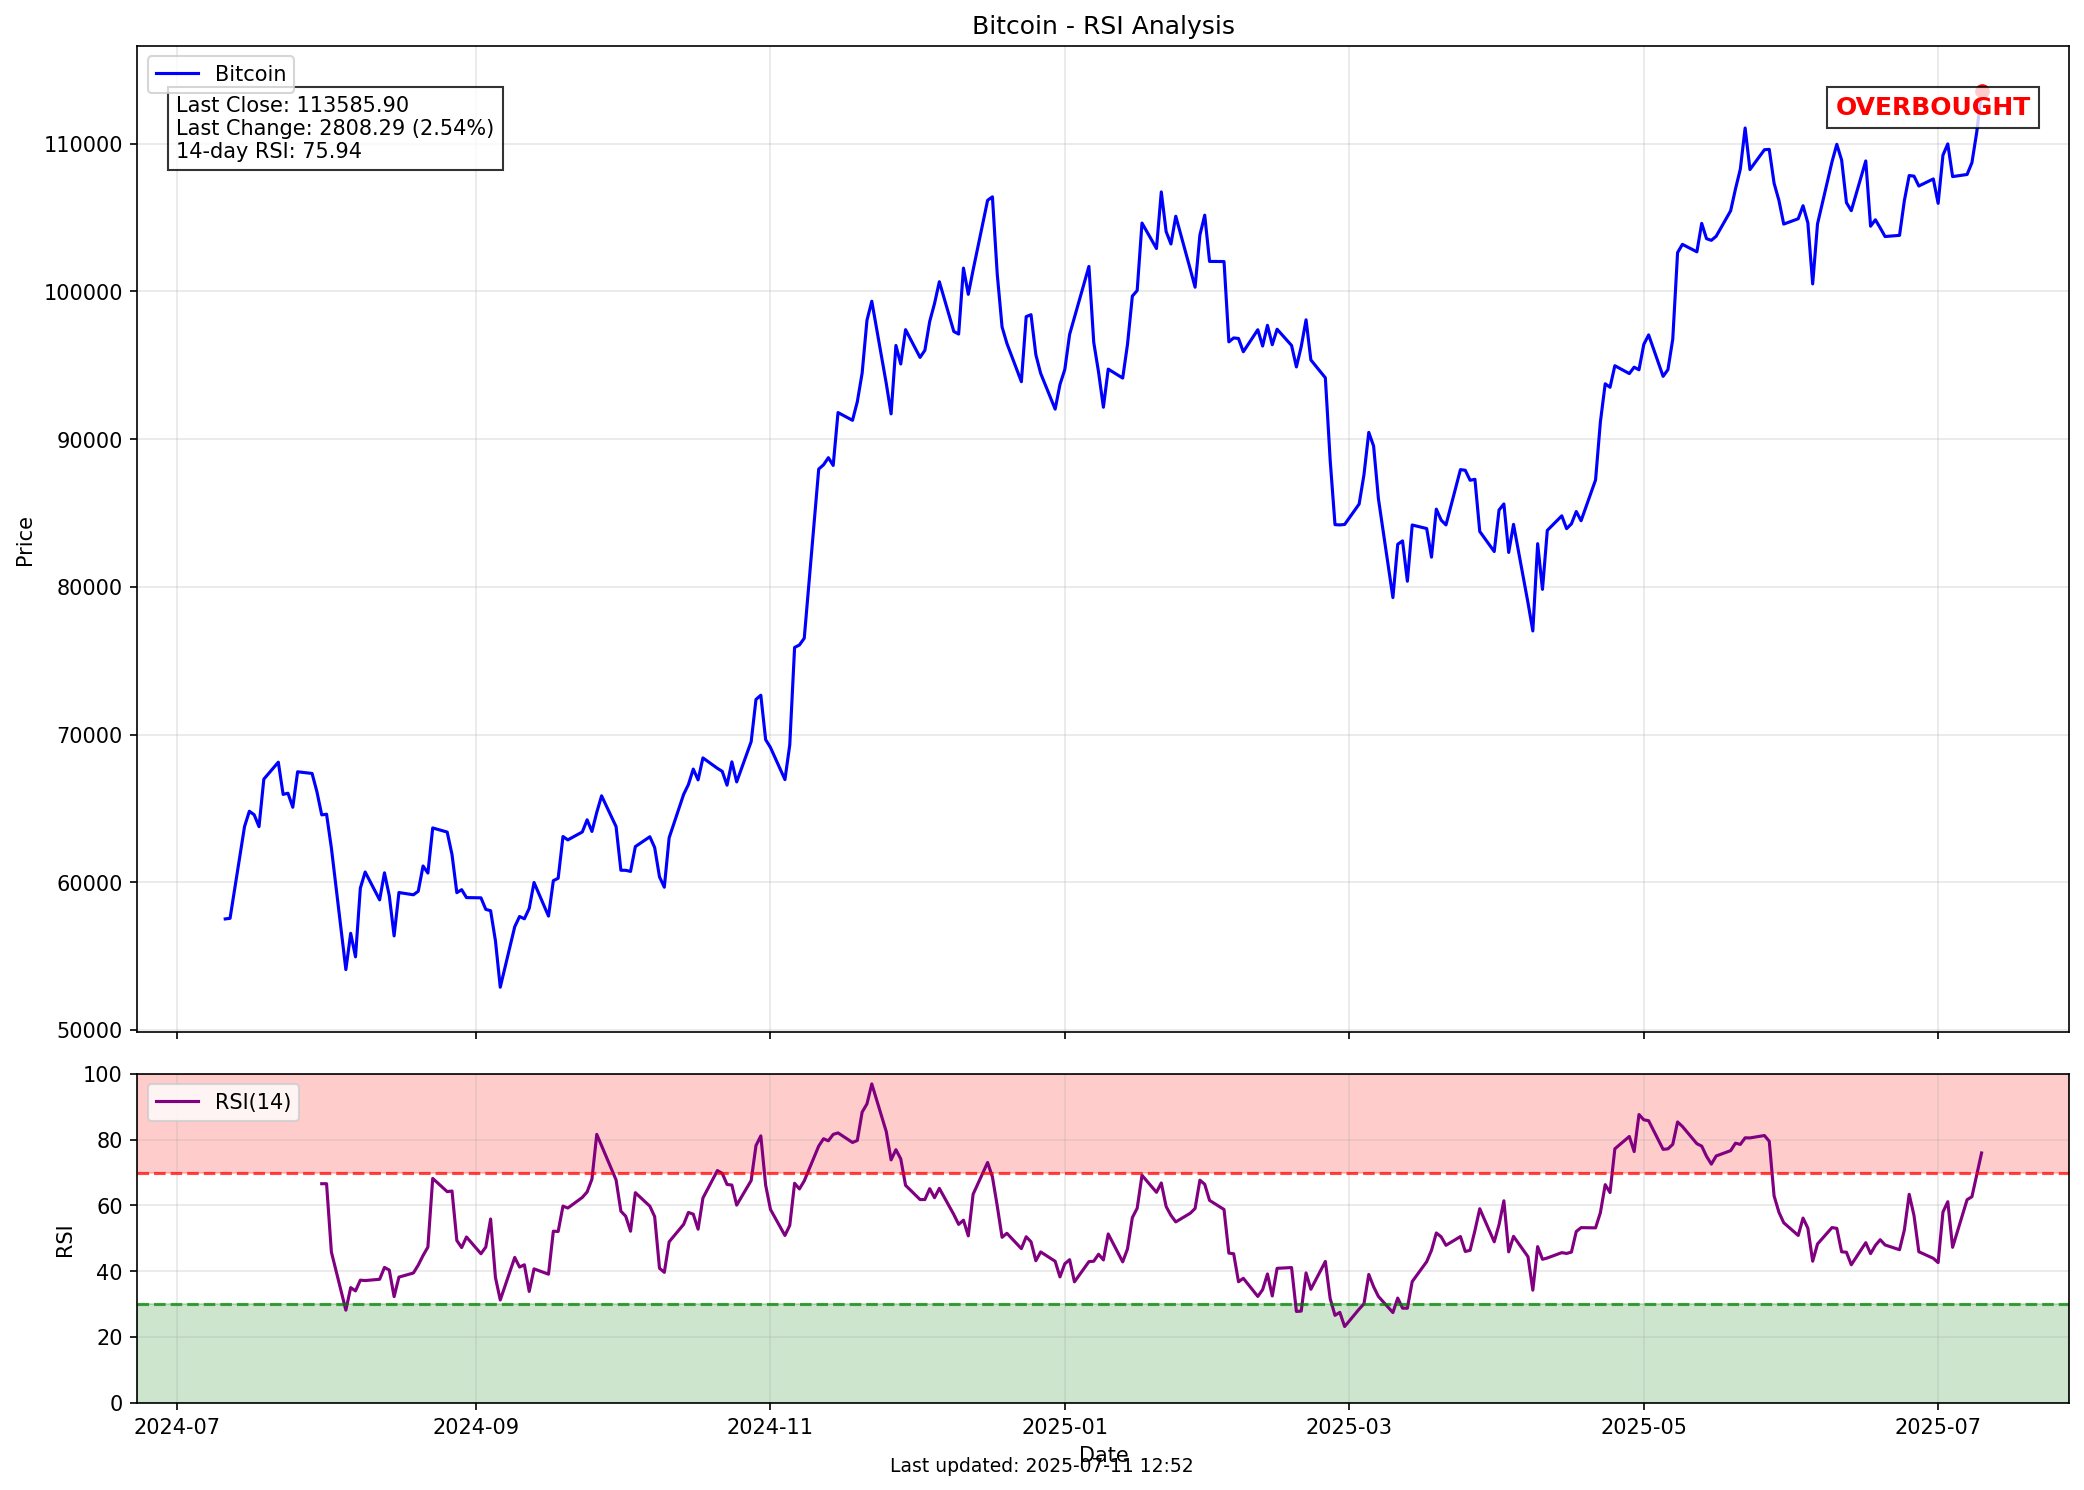 Bitcoin - RSI Analysis
Bitcoin
Last Close: 113585.90
Last Change: 2808.29 (2.54%)
14-day RSI: 75.94
OVERBOUGHT
110000
100000
90000
80000
70000
60000
50000
Price
100
80
60
40
20
0
RSI
RSI(14)
2024-07
2024-09
2024-11
2025-01
2025-03
2025-05
2025-07
Date
Last updated: 2025-07-11 12:52